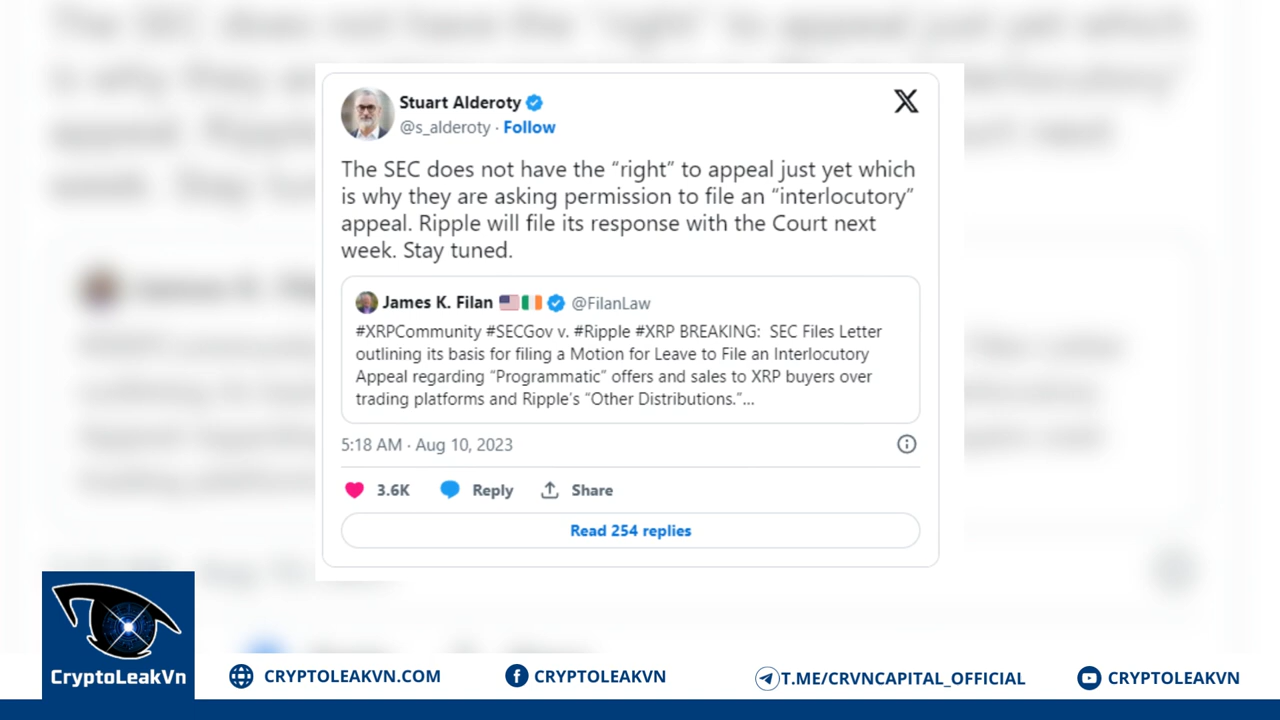 Stuart Alderoty
@s_alderoty · Follow
The SEC does not have the “right” to appeal just yet which
is why they are asking permission to file an “interlocutory”
appeal. Ripple will file its response with the Court next
week. Stay tuned.
James K. Filan 🇺🇸🇮🇪 @FilanLaw
#XRPCommunity #SECGov v. #Ripple #XRP BREAKING:  SEC Files Letter
outlining its basis for filing a Motion for Leave to File an Interlocutory
Appeal regarding “Programmatic” offers and sales to XRP buyers over
trading platforms and Ripple’s “Other Distributions.”...
5:18 AM · Aug 10, 2023
3.6K Reply Share
Read 254 replies
CryptoLeakVn
CRYPTOLEAKVN.COM
CRYPTOLEAKVN
T.ME/CRVNCAPITAL_OFFICIAL
CRYPTOLEAKVN